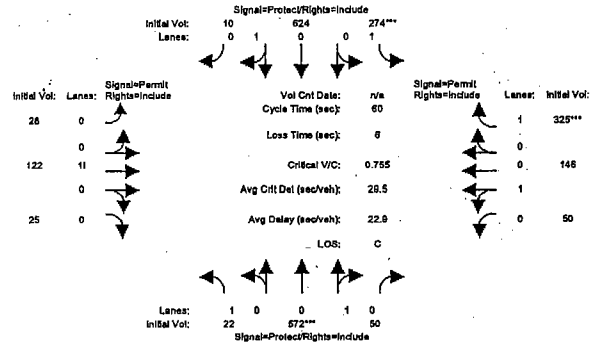 Signal=Protect/Rights=Include
Initial Vol: 10 624 274***
Lanes: 0 1 0 0 1
Signal=Permit
Initial Vol: Lanes: Rights=Include
Vol Cnt Date: n/a
Signal=Permit
Rights=Include Lanes: Initial Vol:
28 0
Cycle Time (sec): 60
1 325***
0
Loss Time (sec): 6
0
122 1!
Critical V/C: 0.755
0 146
0
Avg Crit Del (sec/veh): 29.5
1
25 0
Avg Delay (sec/veh): 22.9
0 50
LOS: C
Lanes: 1 0 0 1 0
Initial Vol: 22 572*** 50
Signal=Protect/Rights=Include